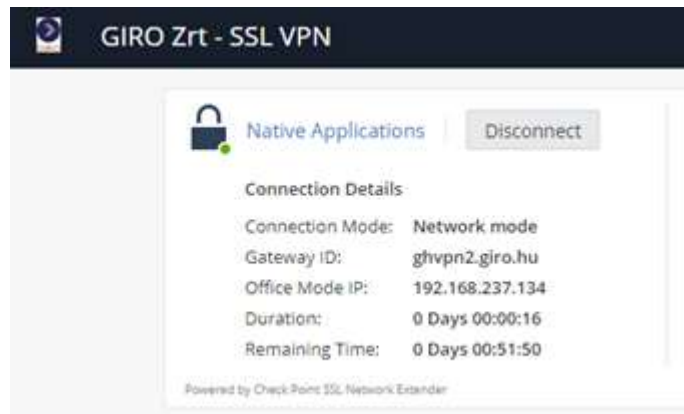 GIRO Zrt - SSL VPN
Native Applications Disconnect
Connection Details
Connection Mode: Network mode
Gateway ID: ghvpn2.giro.hu
Office Mode IP: 192.168.237.134
Duration: 0 Days 00:00:16
Remaining Time: 0 Days 00:51:50
Powered by Check Point SSL Network Extender